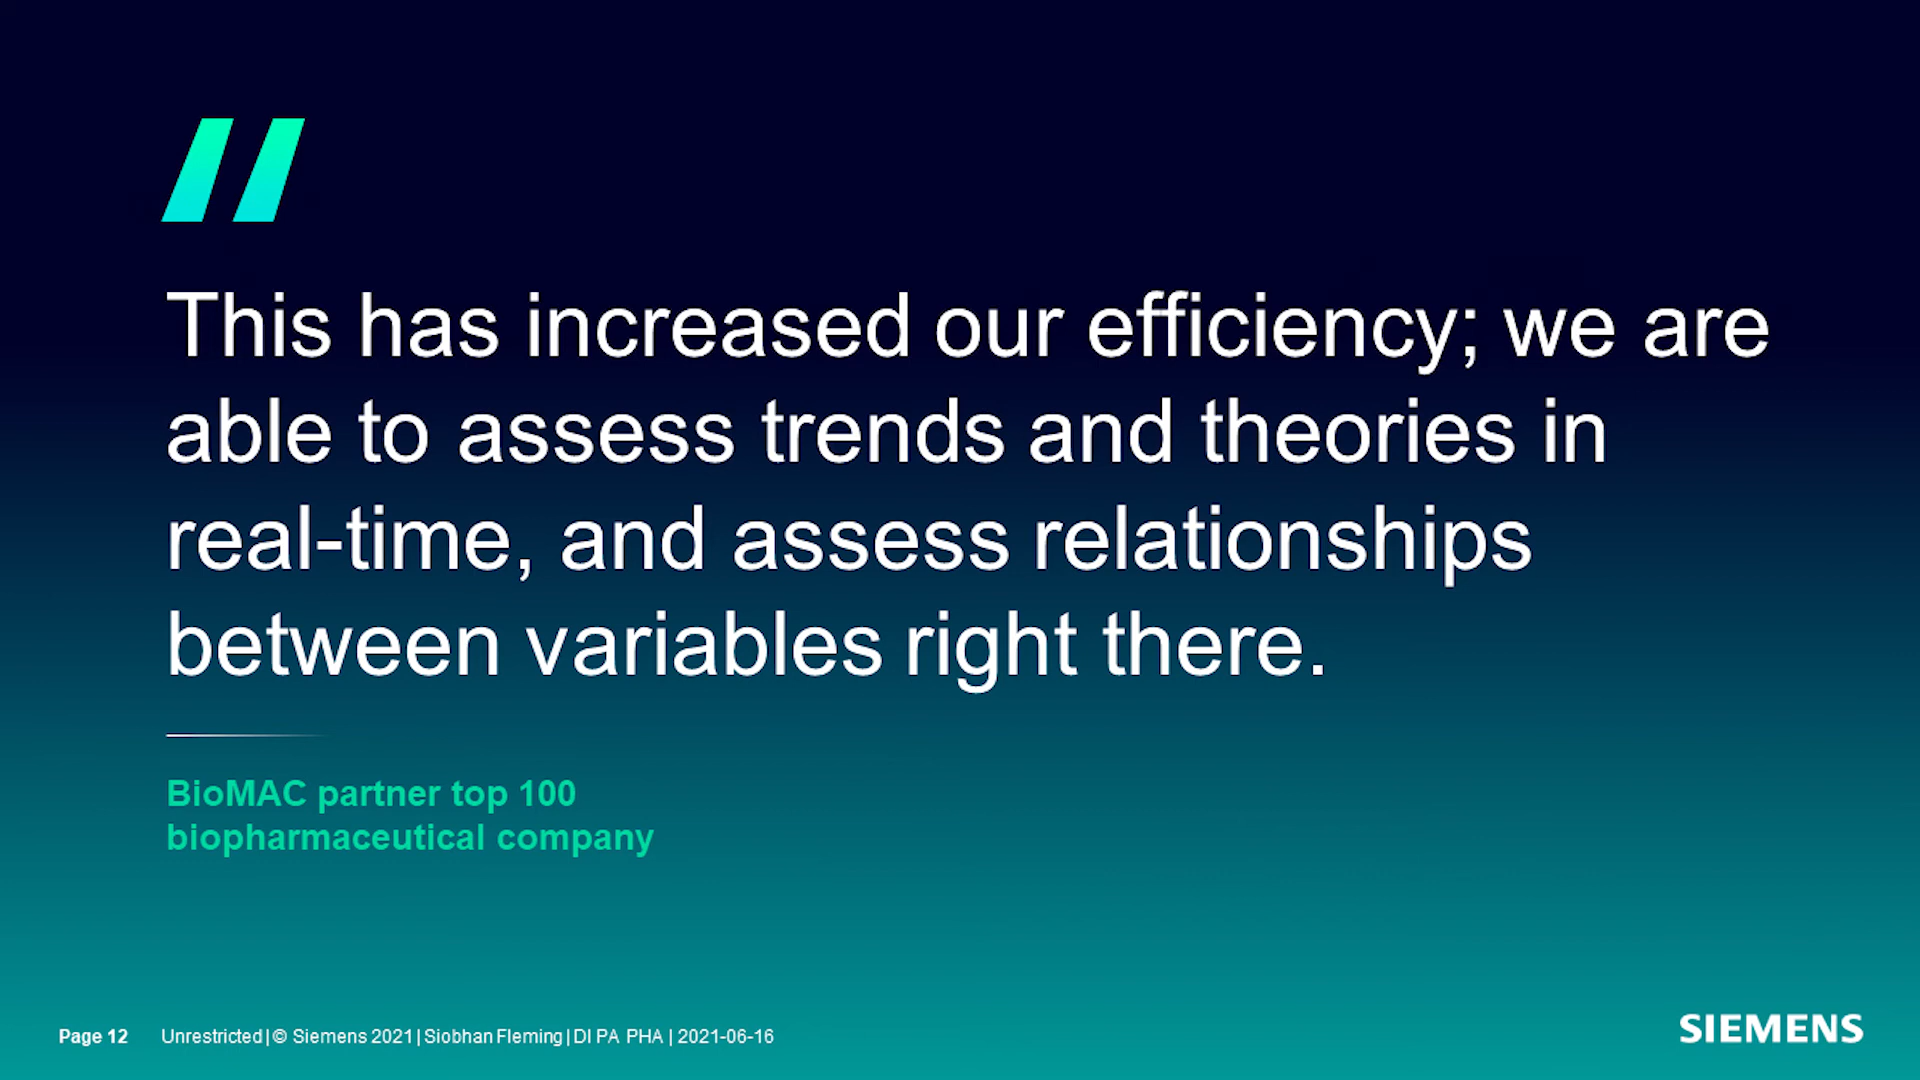 This has increased our efficiency; we are
able to assess trends and theories in
real-time, and assess relationships
between variables right there.
BioMAC partner top 100
biopharmaceutical company
Page 12 Unrestricted | © Siemens 2021 | Siobhan Fleming | DI PA PHA | 2021-06-16
SIEMENS